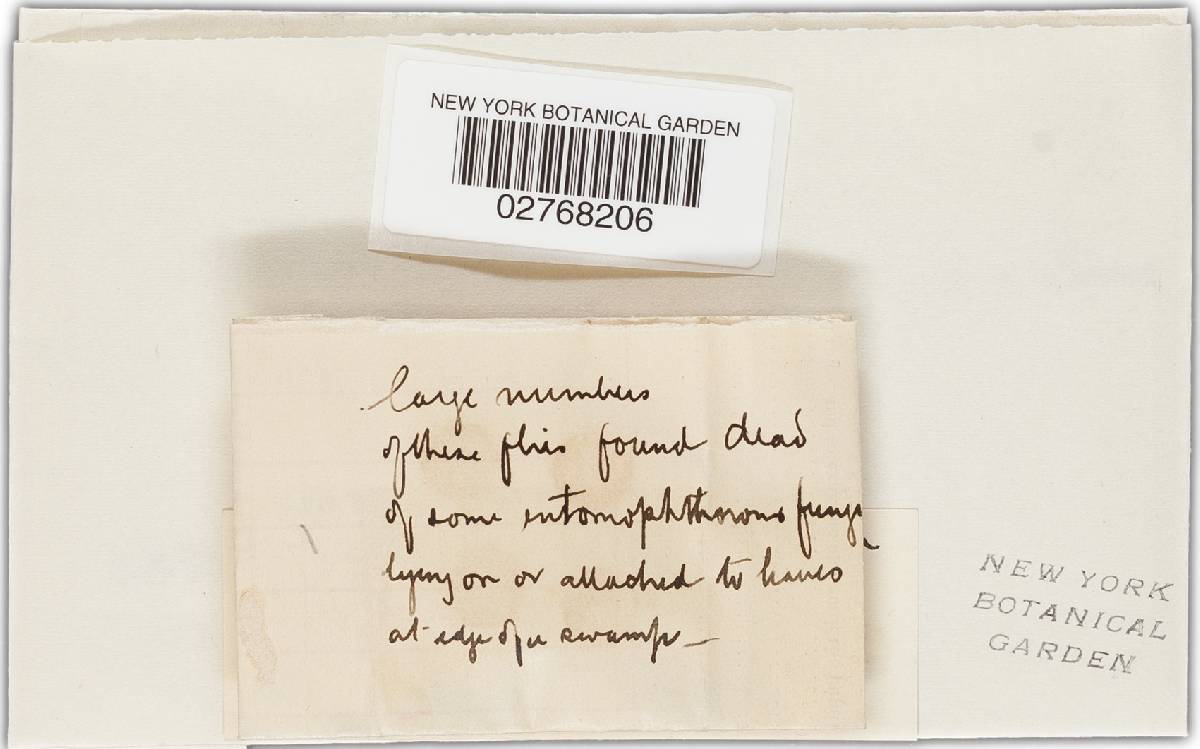 NEW YORK BOTANICAL GARDEN
02768206
large numbers
of these flies found dead
of some entomophthorous fungi
lying on or attached to leaves
at edge of a swamp —
NEW YORK
BOTANICAL
GARDEN